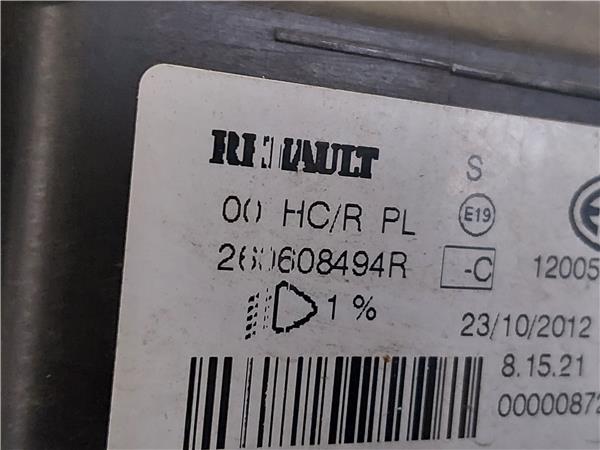 RENAULT S
00 HC/R PL E19
260608494R -C 12005
1 % 23/10/2012
8.15.21
00000872